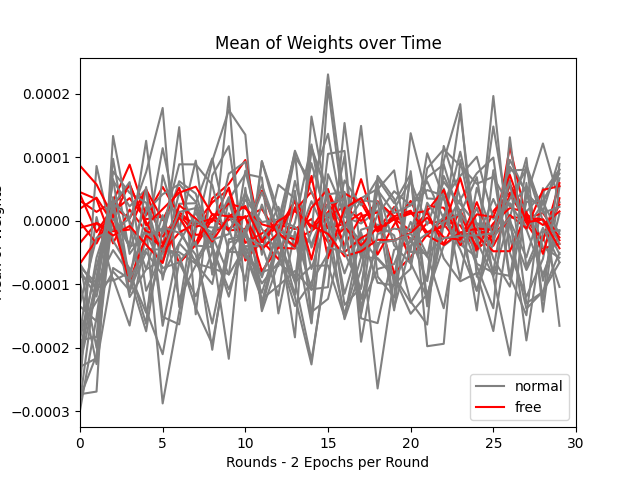 Mean of Weights over Time
0.0002
0.0001
0.0000
−0.0001
−0.0002
−0.0003
0 5 10 15 20 25 30
Rounds - 2 Epochs per Round
normal
free